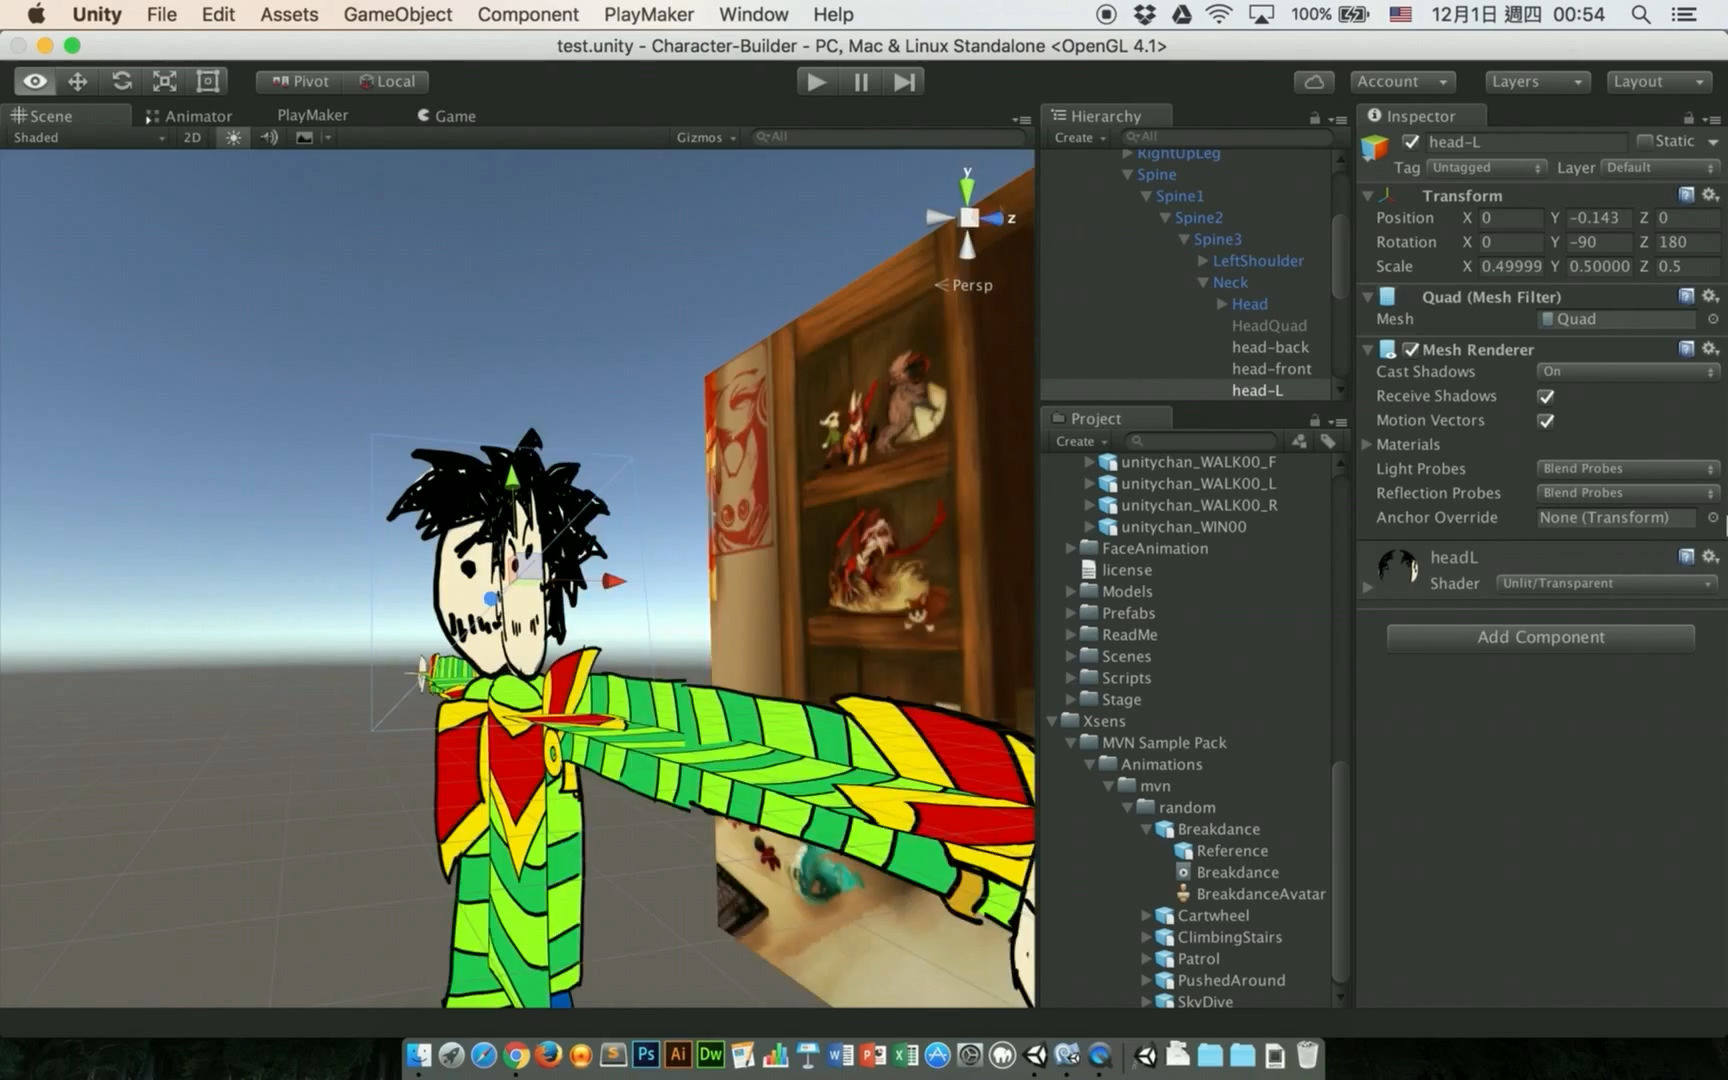 Unity File Edit Assets GameObject Component PlayMaker Window Help 100% 12月1日 週四 00:54
test.unity - Character-Builder - PC, Mac & Linux Standalone <OpenGL 4.1>
Pivot Local Account Layers Layout
Scene Animator PlayMaker Game
Shaded 2D Gizmos All
y
z
Persp
Hierarchy
Create All
RightUpLeg
Spine
Spine1
Spine2
Spine3
LeftShoulder
Neck
Head
HeadQuad
head-back
head-front
head-L
Project
Create
unitychan_WALK00_F
unitychan_WALK00_L
unitychan_WALK00_R
unitychan_WIN00
FaceAnimation
license
Models
Prefabs
ReadMe
Scenes
Scripts
Stage
Xsens
MVN Sample Pack
Animations
mvn
random
Breakdance
Reference
Breakdance
BreakdanceAvatar
Cartwheel
ClimbingStairs
Patrol
PushedAround
SkyDive
Inspector
head-L Static
Tag Untagged Layer Default
Transform
Position X 0 Y -0.143 Z 0
Rotation X 0 Y -90 Z 180
Scale X 0.49999 Y 0.50000 Z 0.5
Quad (Mesh Filter)
Mesh Quad
Mesh Renderer
Cast Shadows On
Receive Shadows
Motion Vectors
Materials
Light Probes Blend Probes
Reflection Probes Blend Probes
Anchor Override None (Transform)
headL
Shader Unlit/Transparent
Add Component
S Ps Ai Dw W P X